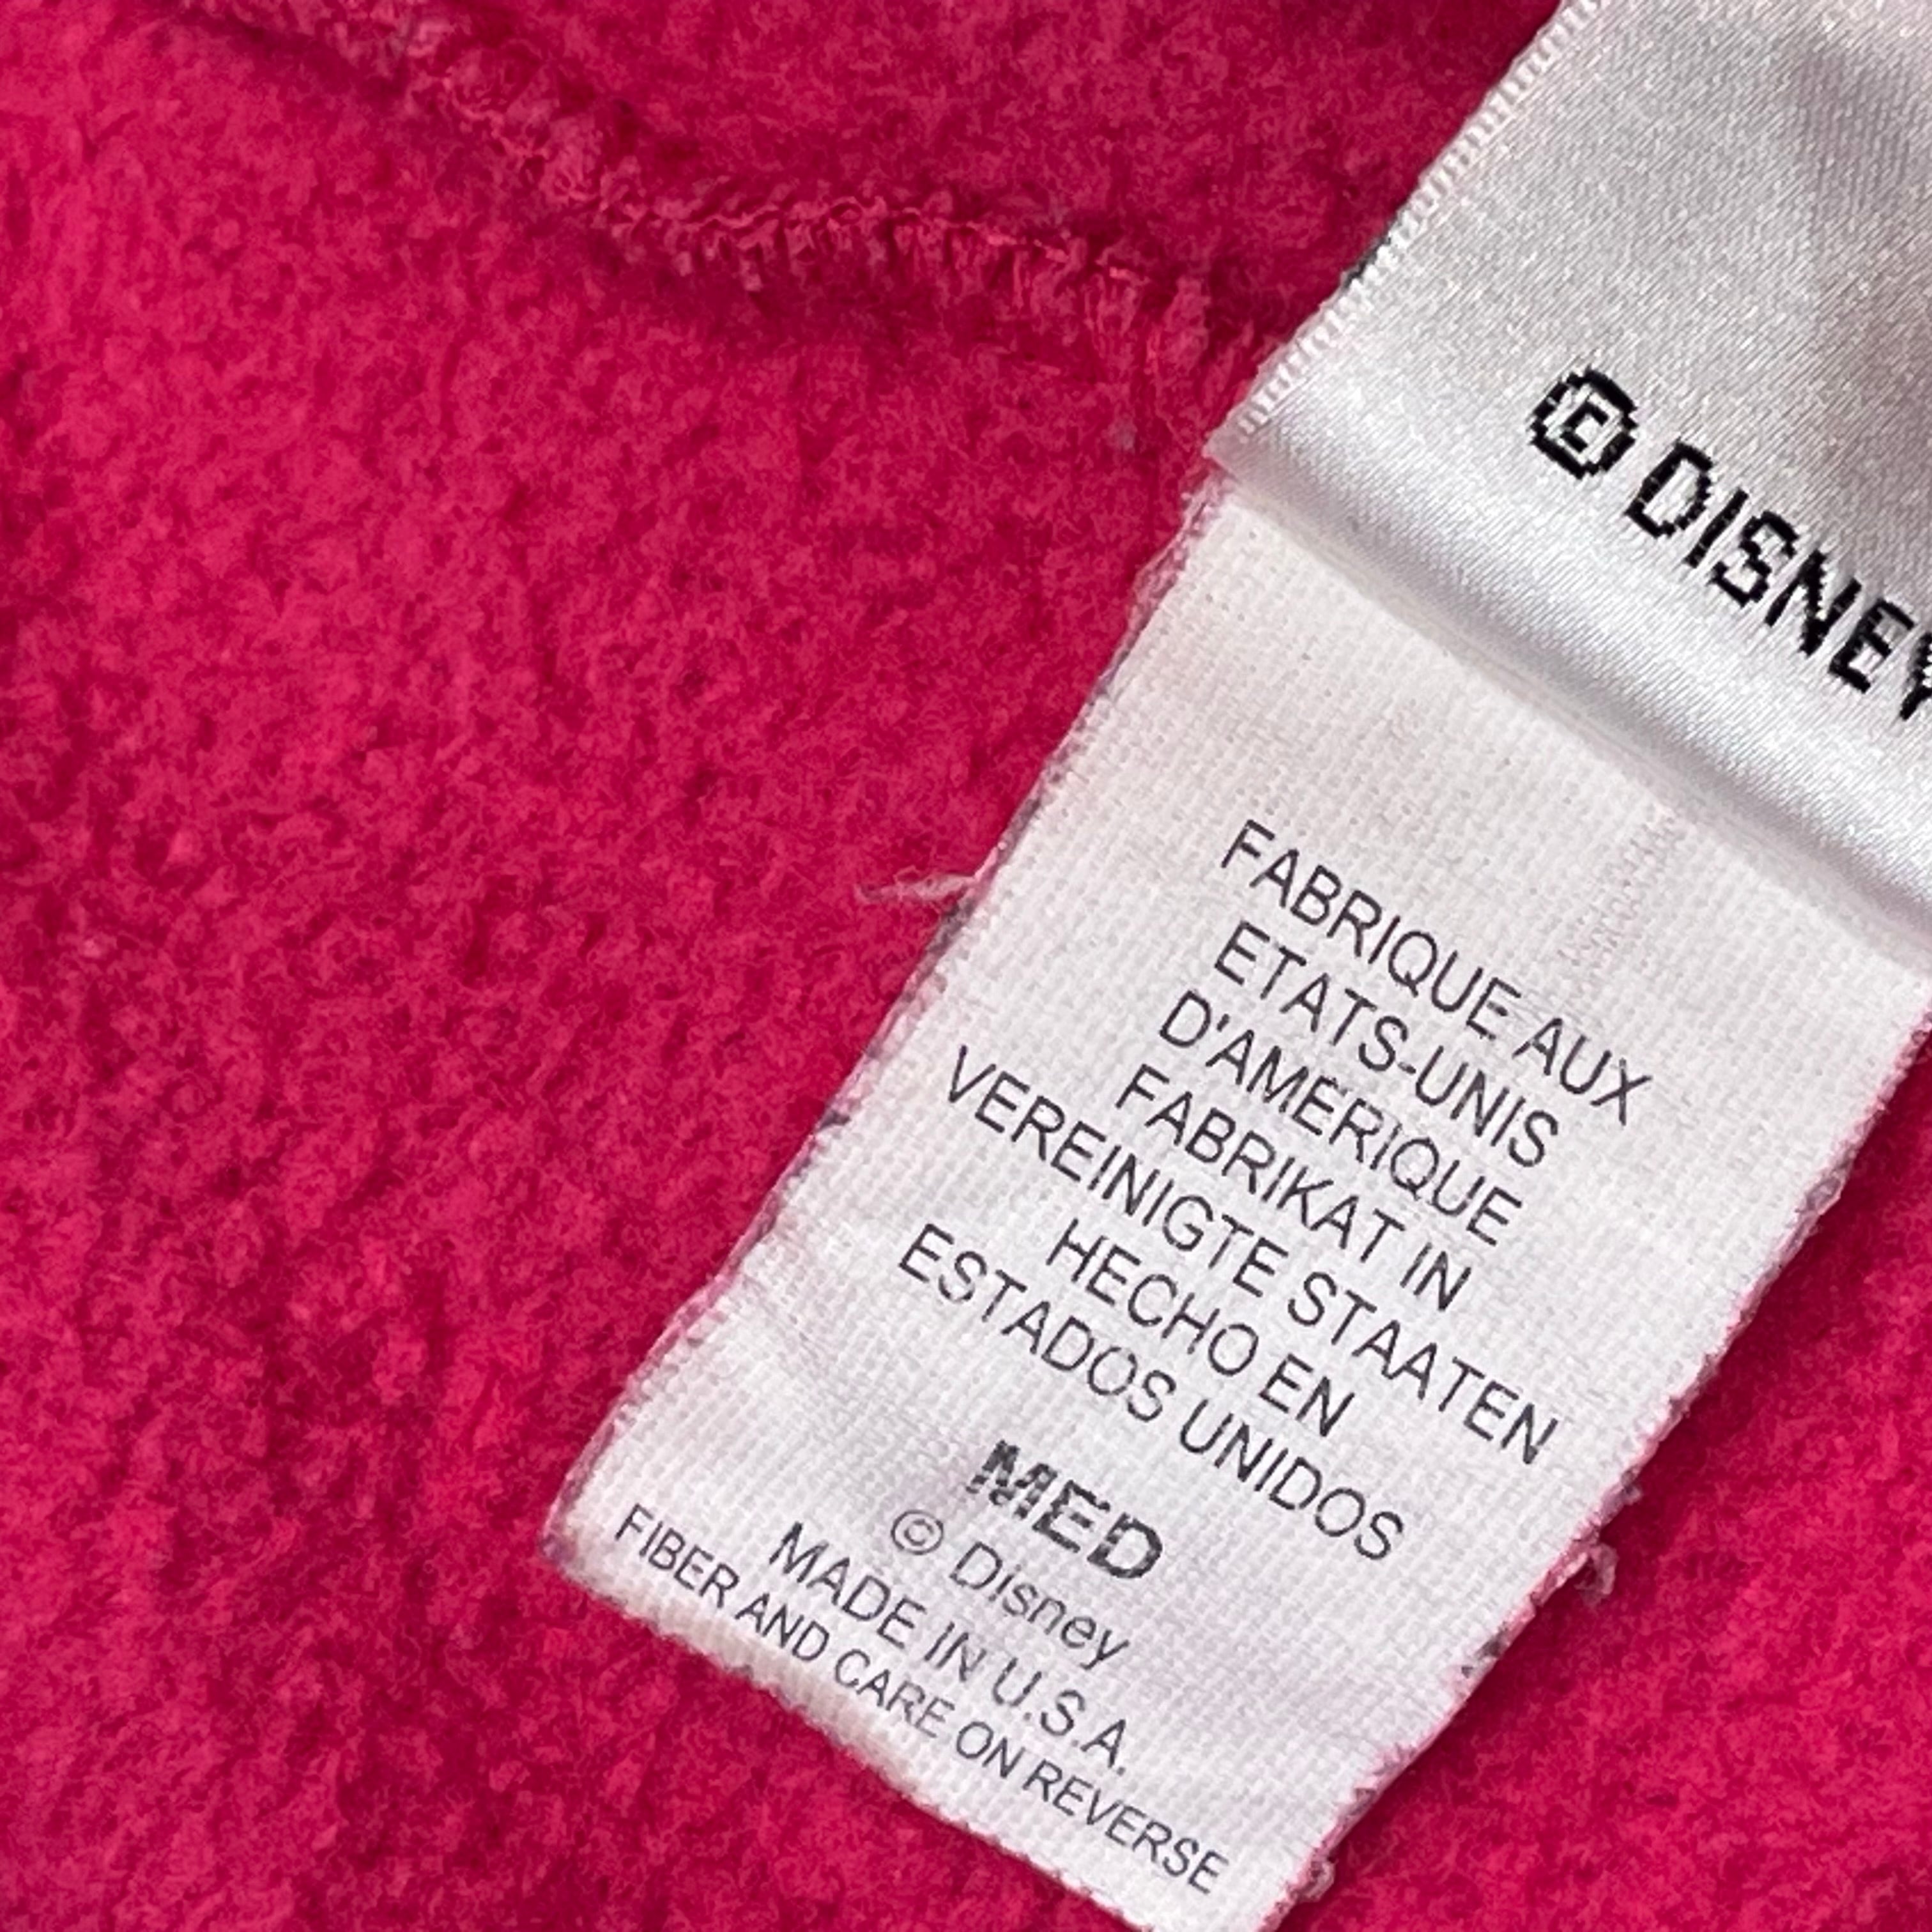 © DISNEY
FABRIQUE AUX
ETATS-UNIS
D'AMERIQUE
FABRIKAT IN
VEREINIGTE STAATEN
HECHO EN
ESTADOS UNIDOS
MED
© Disney
MADE IN U.S.A.
FIBER AND CARE ON REVERSE